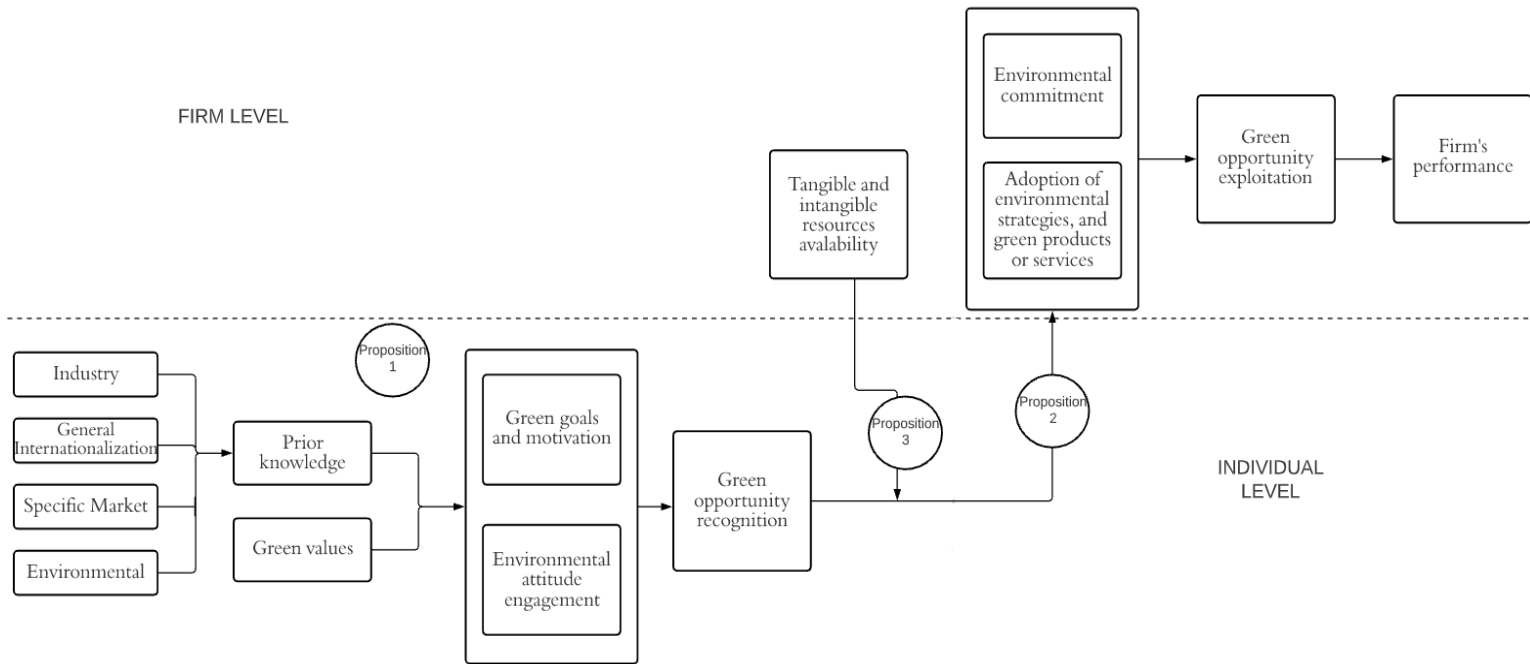 FIRM LEVEL
Environmental
commitment
Adoption of
environmental
strategies, and
green products
or services
Green
opportunity
exploitation
Firm's
performance
Tangible and
intangible
resources
avalability
Proposition
1
Industry
General
Internationalization
Specific Market
Environmental
Prior
knowledge
Green values
Green goals
and motivation
Environmental
attitude
engagement
Green
opportunity
recognition
Proposition
3
Proposition
2
INDIVIDUAL
LEVEL